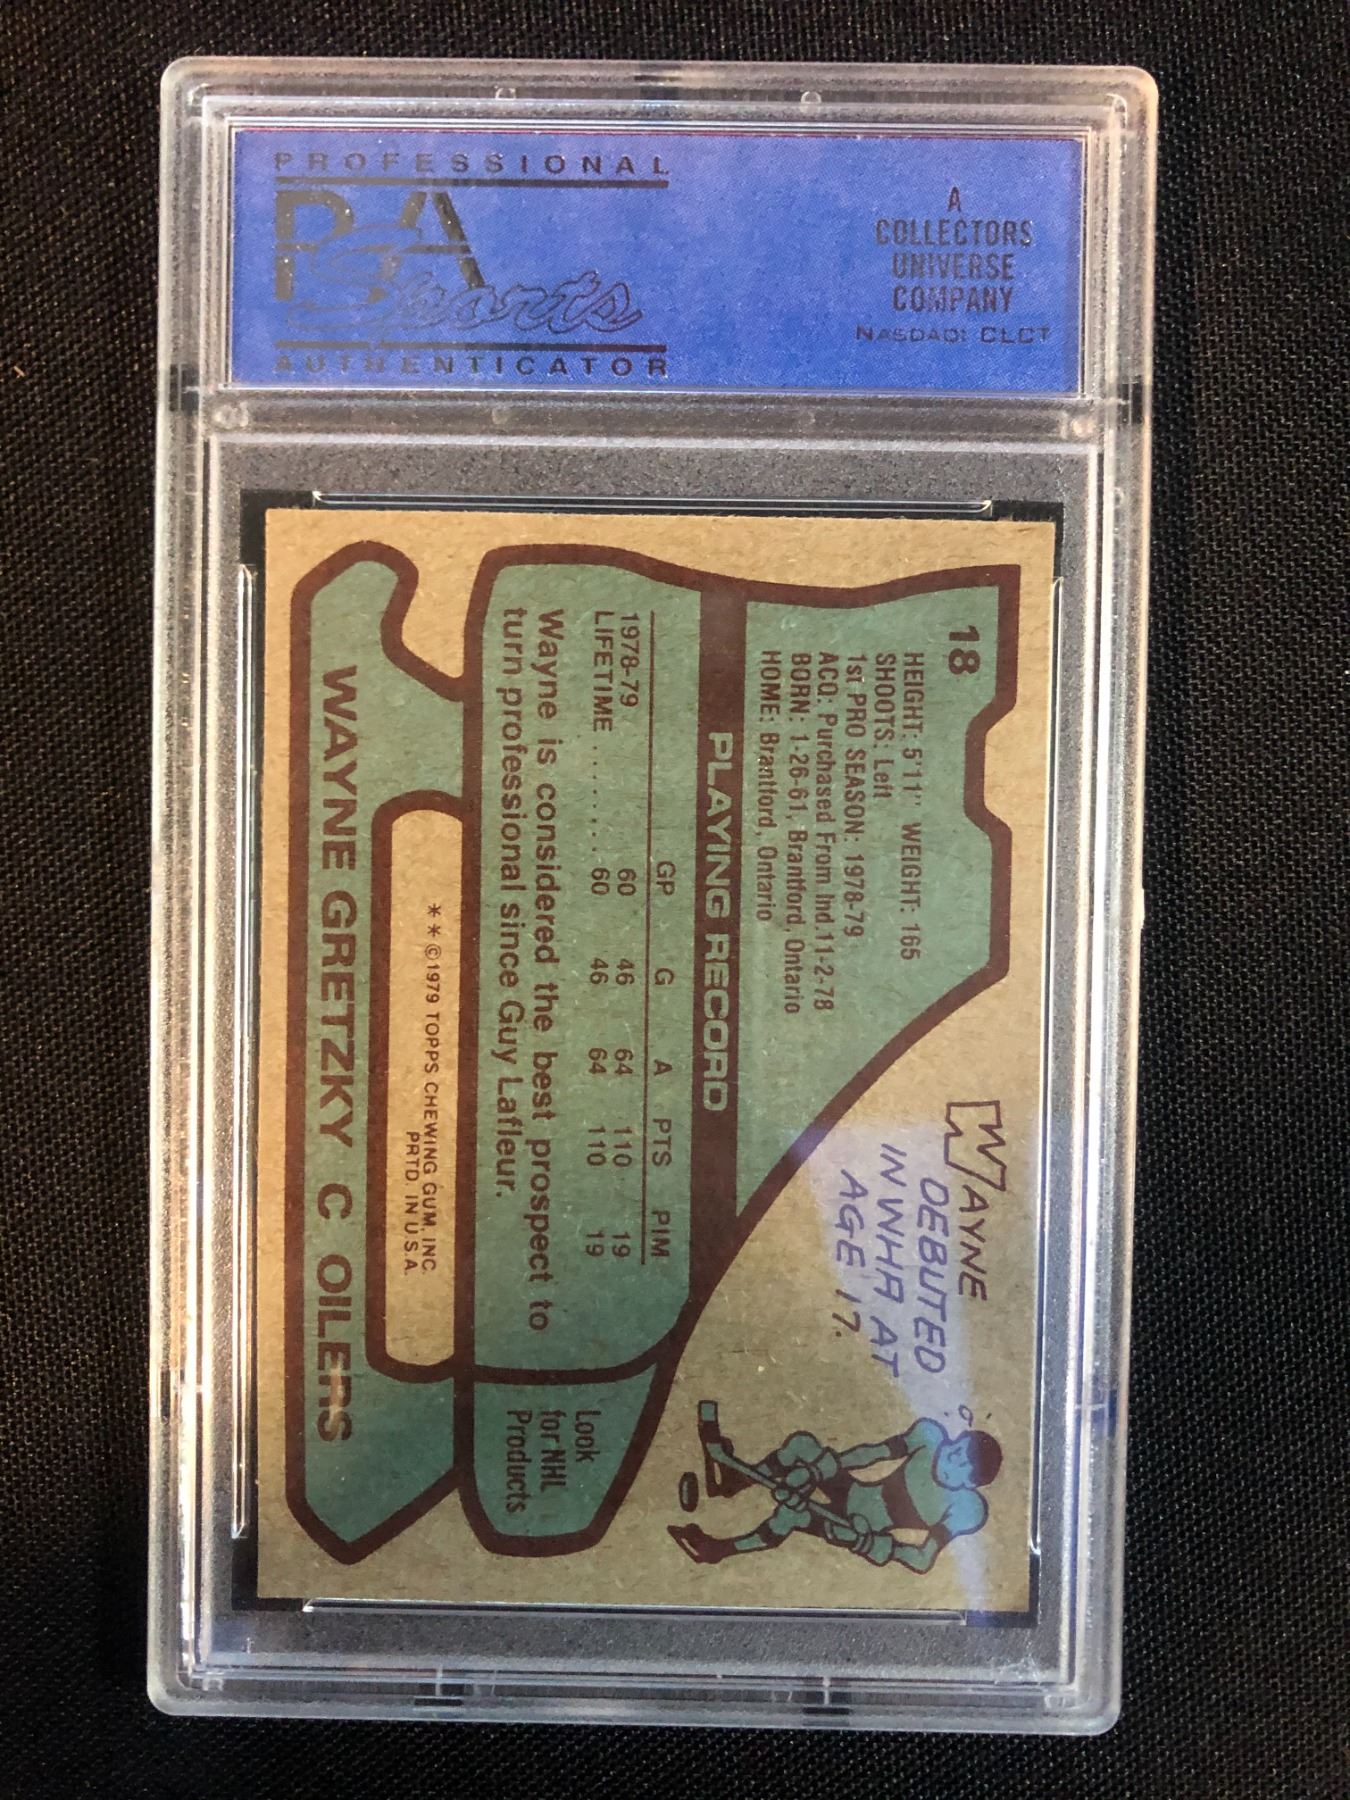 PROFESSIONAL
PSA
Sports
AUTHENTICATOR
A
COLLECTORS
UNIVERSE
COMPANY
NASDAQ: CLCT
18
HEIGHT: 5'11" WEIGHT: 165
SHOOTS: Left
1st PRO SEASON: 1978-79
ACQ: Purchased From Ind. 11-2-78
BORN: 1-26-61, Brantford, Ontario
HOME: Brantford, Ontario
PLAYING RECORD
GP G A PTS PIM
1978-79 60 46 64 110 19
LIFETIME ........... 60 46 64 110 19
Wayne is considered the best prospect to
turn professional since Guy Lafleur.
WAYNE
DEBUTED
IN WHA AT
AGE 17.
Look
for NHL
Products
* * © 1979 TOPPS CHEWING GUM, INC.
PRTD. IN U.S.A.
WAYNE GRETZKY C OILERS